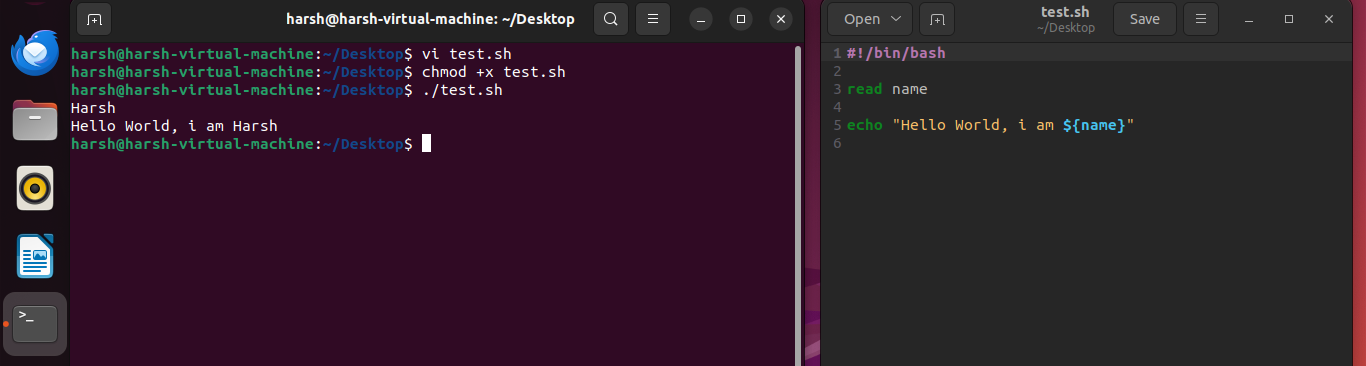 harsh@harsh-virtual-machine: ~/Desktop
harsh@harsh-virtual-machine:~/Desktop$ vi test.sh
harsh@harsh-virtual-machine:~/Desktop$ chmod +x test.sh
harsh@harsh-virtual-machine:~/Desktop$ ./test.sh
Harsh
Hello World, i am Harsh
harsh@harsh-virtual-machine:~/Desktop$
>_
Open
test.sh
~/Desktop
Save
1 #!/bin/bash
2
3 read name
4
5 echo "Hello World, i am ${name}"
6